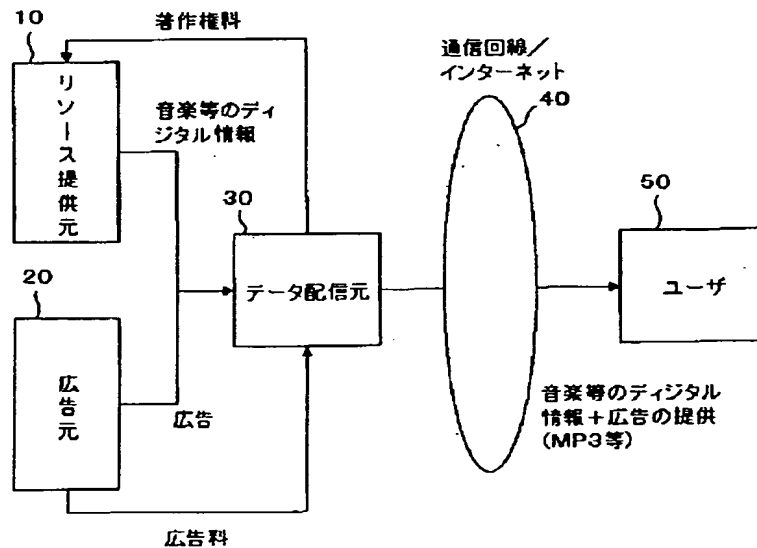 10
著作権料
リソース提供元
音楽等のディ
ジタル情報
通信回線／
インターネット
40
30
データ配信元
50
ユーザ
20
広告元
広告
音楽等のディジタル
情報＋広告の提供
(MP3等)
広告料